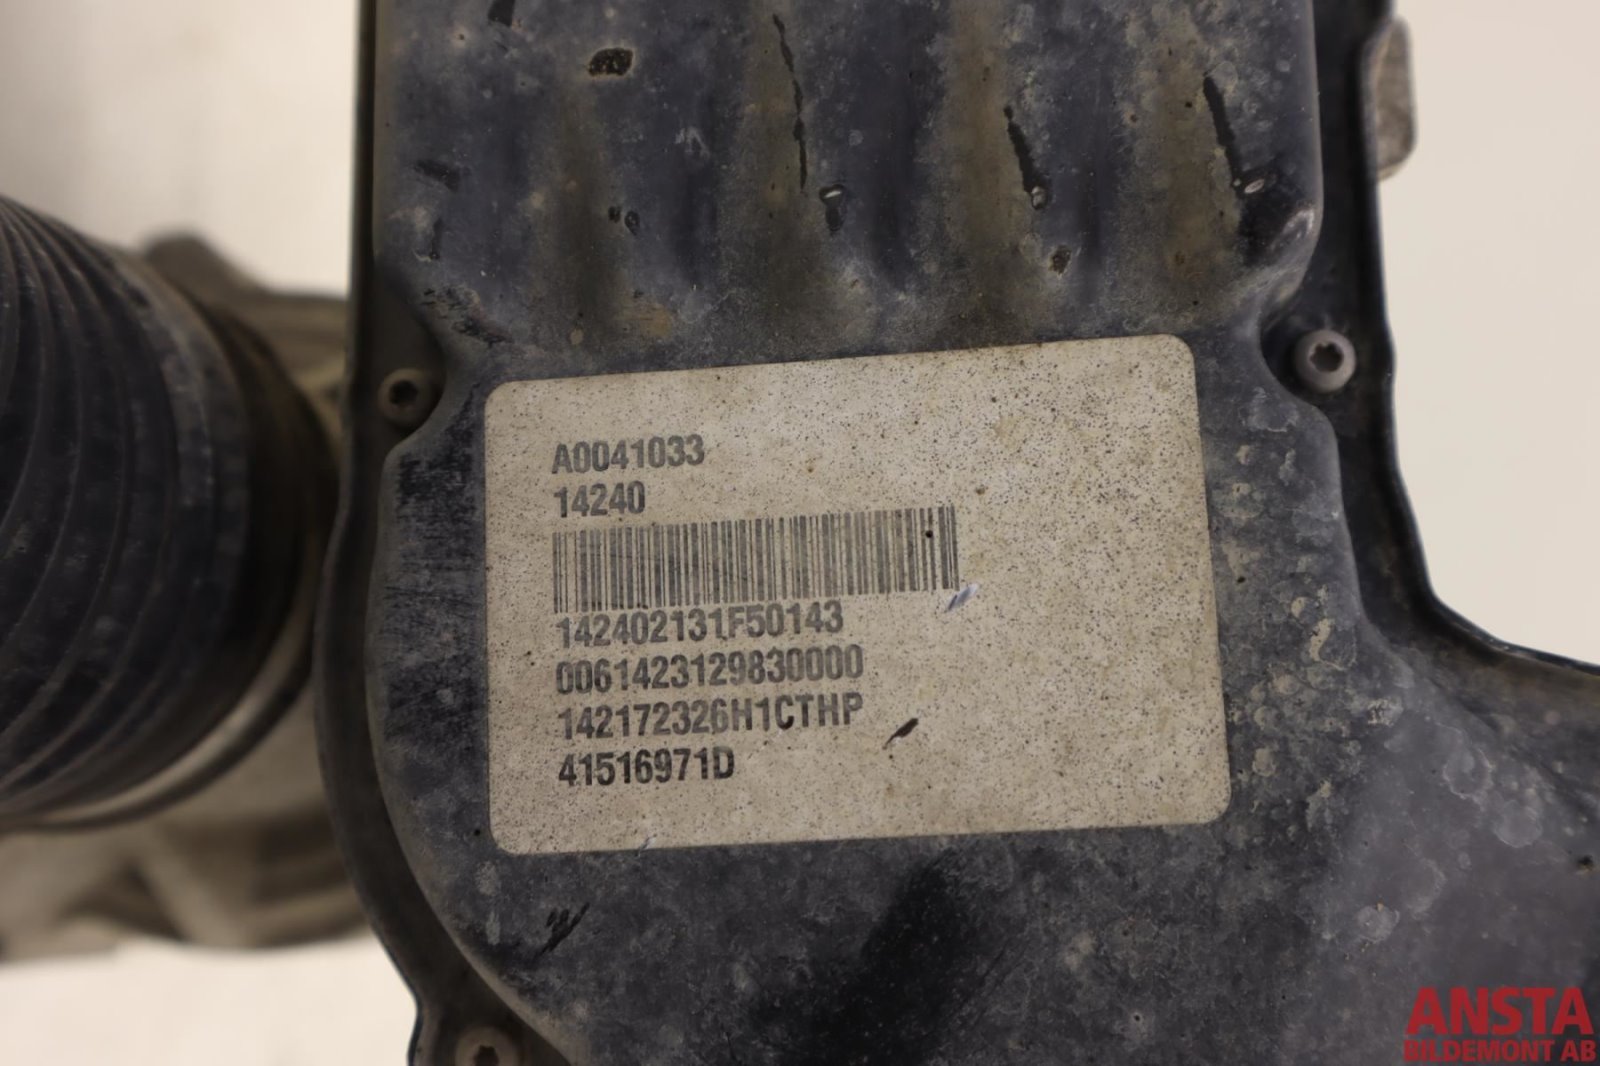 A0041033
14240
142402131F50143
0061423129830000
142172326H1CTHP
41516971D
ANSTA
BILDEMONT AB